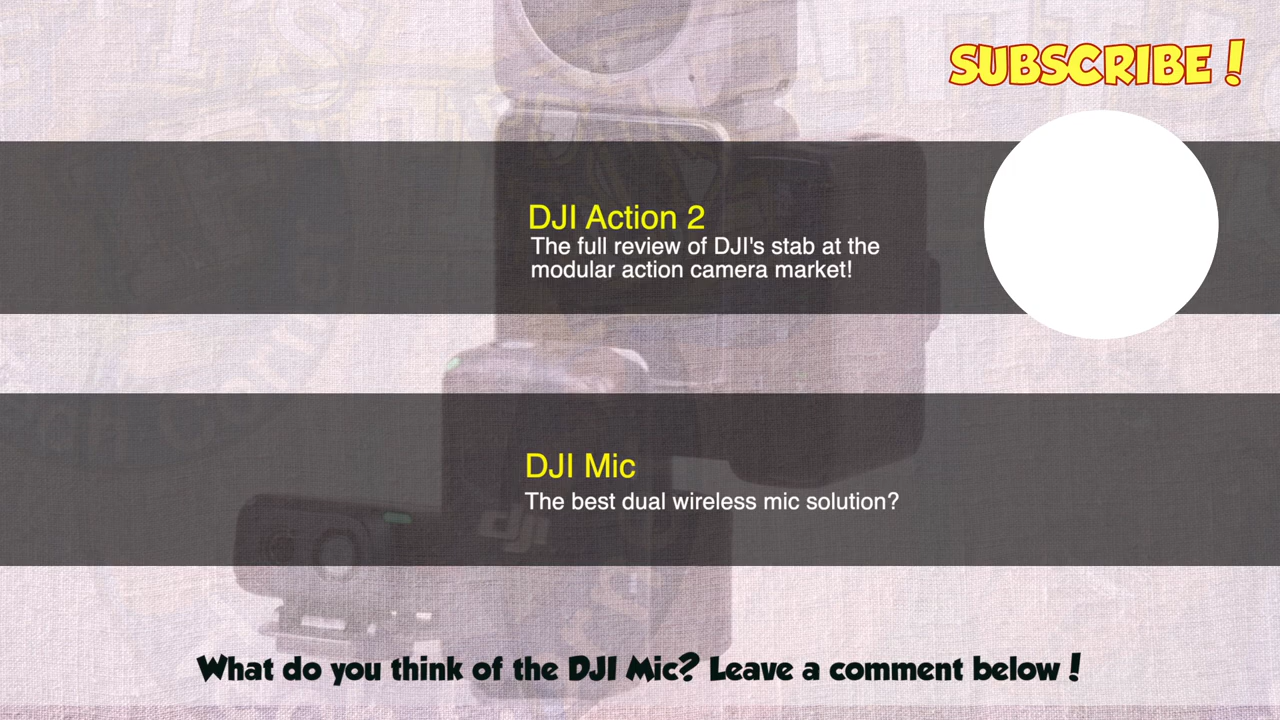 SUBSCRIBE!
DJI Action 2
The full review of DJI's stab at the
modular action camera market!
DJI Mic
The best dual wireless mic solution?
dji
What do you think of the DJI Mic? Leave a comment below!